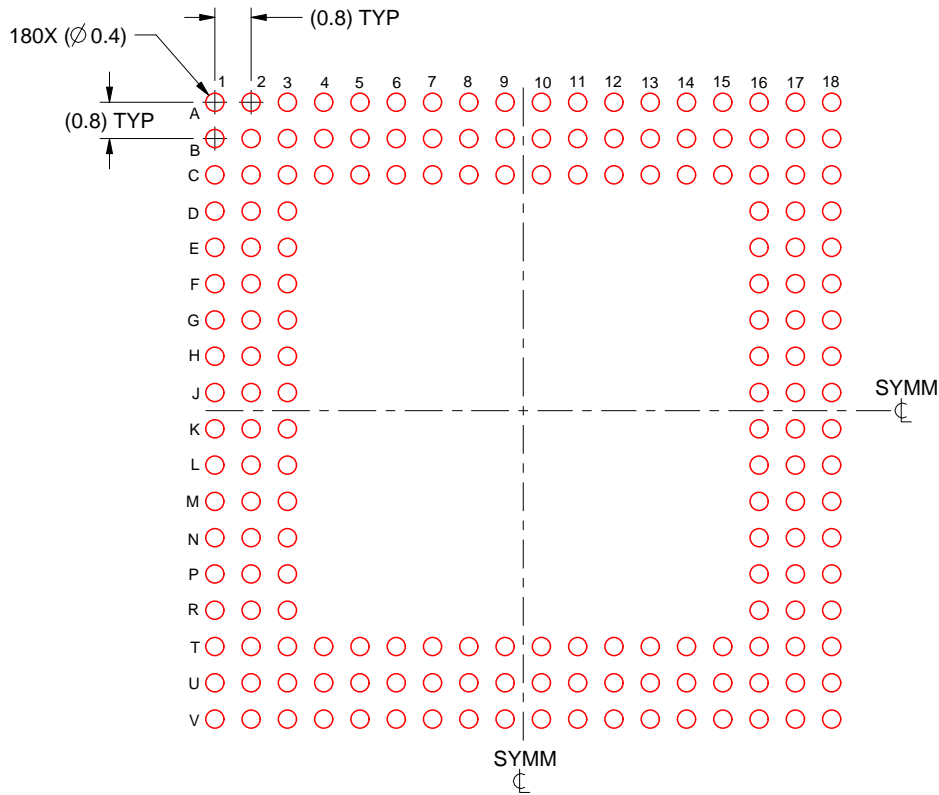 (0.8) TYP
180X (∅ 0.4)
1 2 3 4 5 6 7 8 9 10 11 12 13 14 15 16 17 18
A
(0.8) TYP
B
C
D
E
F
G
H
J
SYMM
℄
K
L
M
N
P
R
T
U
V
SYMM
℄